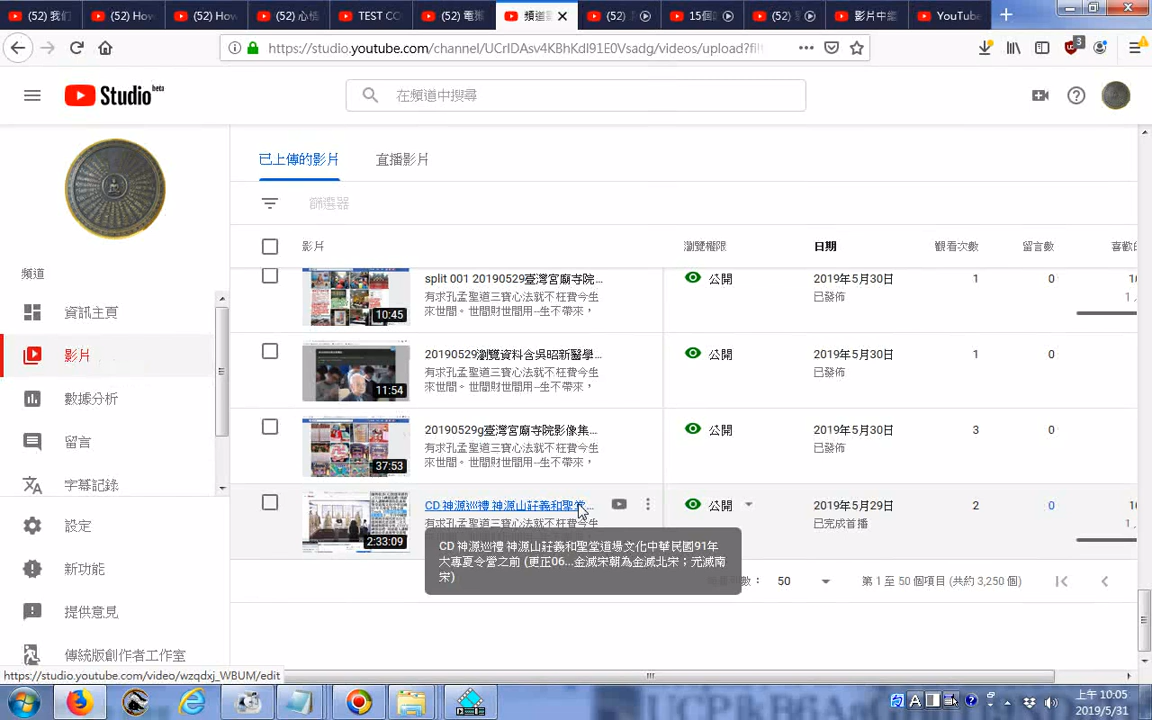 (52) 我们
(52) How
(52) How
(52) 心悟
TEST CO
(52) 電
頻道
(52)
15個
(52)
影片中
YouTube
https://studio.youtube.com/channel/UCrIDAsv4KBhKdI91E0Vsadg/videos/upload?fil
3
Studio beta
在頻道中搜尋
頻道
資訊主頁
影片
數據分析
留言
字幕記錄
設定
新功能
提供意見
傳統版創作者工作室
已上傳的影片
直播影片
篩選器
影片
瀏覽權限
日期
觀看次數
留言數
喜歡的
10:45
split 001 20190529臺灣宮廟寺院...
有求孔孟聖道三寶心法就不枉費今生
來世間。世間財世間用--生不帶來，
公開
2019年5月30日
已發佈
1
0
11:54
20190529瀏覽資料含吳昭新醫學...
有求孔孟聖道三寶心法就不枉費今生
來世間。世間財世間用--生不帶來，
公開
2019年5月30日
已發佈
1
0
37:53
20190529g臺灣宮廟寺院影像集...
有求孔孟聖道三寶心法就不枉費今生
來世間。世間財世間用--生不帶來，
公開
2019年5月30日
已發佈
3
0
2:33:09
CD 神源巡禮 神源山莊義和聖堂...
有求孔孟聖道三寶心法就不枉費今生
公開
2019年5月29日
已完成首播
2
0
CD 神源巡禮 神源山莊義和聖堂道場文化中華民國91年
大專夏令營之前 (更正06...金滅宋朝為金滅北宋；元滅南
宋)
50
第 1 至 50 個項目 (共約 3,250 個)
https://studio.youtube.com/video/wzqdxj_WBUM/edit
上午 10:05
2019/5/31